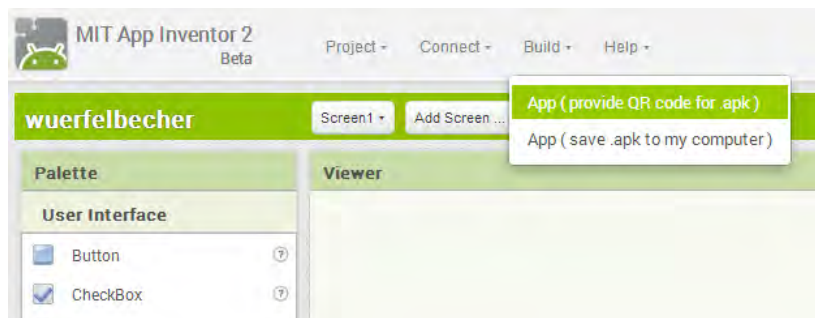 MIT App Inventor 2
Beta
Project Connect Build Help
wuerfelbecher
Screen1 Add Screen ...
App ( provide QR code for .apk )
App ( save .apk to my computer )
Palette
Viewer
User Interface
Button ?
CheckBox ?